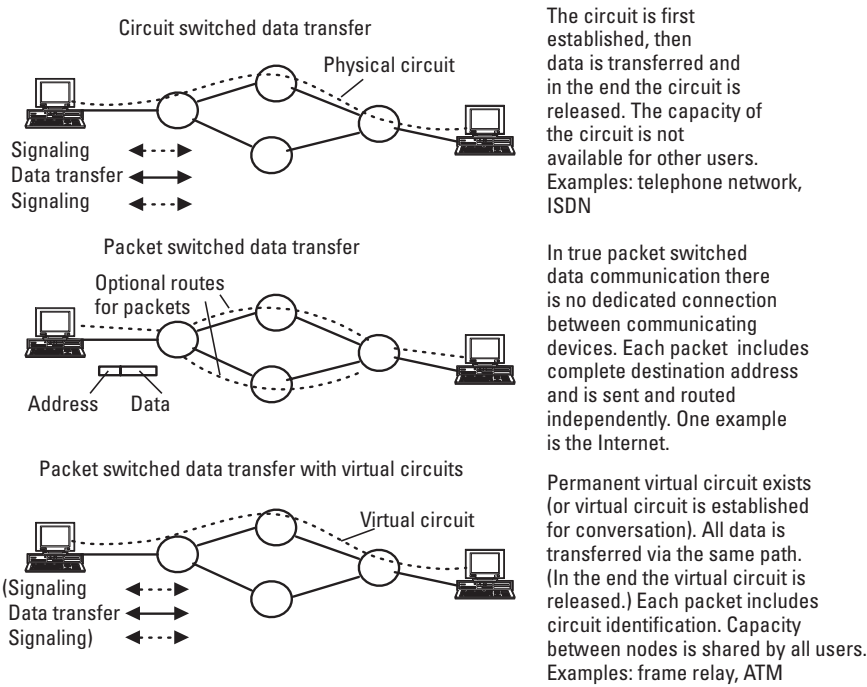 Circuit switched data transfer
Physical circuit
Signaling
Data transfer
Signaling
The circuit is first
established, then
data is transferred and
in the end the circuit is
released. The capacity of
the circuit is not
available for other users.
Examples: telephone network,
ISDN
Packet switched data transfer
Optional routes
for packets
Address Data
In true packet switched
data communication there
is no dedicated connection
between communicating
devices. Each packet includes
complete destination address
and is sent and routed
independently. One example
is the Internet.
Packet switched data transfer with virtual circuits
Virtual circuit
(Signaling
Data transfer
Signaling)
Permanent virtual circuit exists
(or virtual circuit is established
for conversation). All data is
transferred via the same path.
(In the end the virtual circuit is
released.) Each packet includes
circuit identification. Capacity
between nodes is shared by all users.
Examples: frame relay, ATM